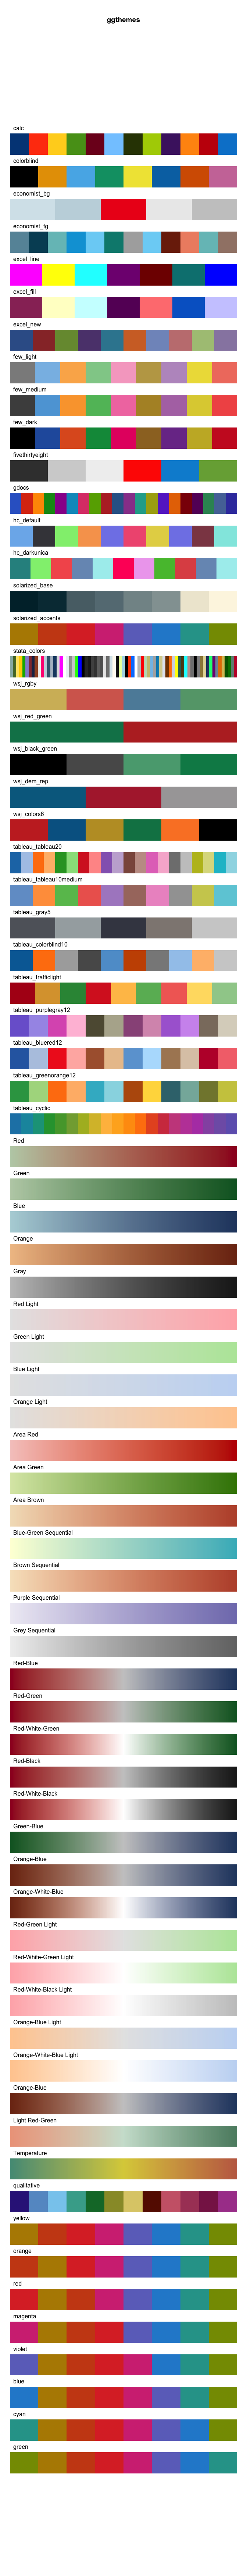 ggthemes
calc
colorblind
economist_bg
economist_fg
excel_line
excel_fill
excel_new
few_light
few_medium
few_dark
fivethirtyeight
gdocs
hc_default
hc_darkunica
solarized_base
solarized_accents
stata_colors
wsj_rgby
wsj_red_green
wsj_black_green
wsj_dem_rep
wsj_colors6
tableau_tableau20
tableau_tableau10medium
tableau_gray5
tableau_colorblind10
tableau_trafficlight
tableau_purplegray12
tableau_bluered12
tableau_greenorange12
tableau_cyclic
Red
Green
Blue
Orange
Gray
Red Light
Green Light
Blue Light
Orange Light
Area Red
Area Green
Area Brown
Blue-Green Sequential
Brown Sequential
Purple Sequential
Grey Sequential
Red-Blue
Red-Green
Red-White-Green
Red-Black
Red-White-Black
Green-Blue
Orange-Blue
Orange-White-Blue
Red-Green Light
Red-White-Green Light
Red-White-Black Light
Orange-Blue Light
Orange-White-Blue Light
Orange-Blue
Light Red-Green
Temperature
qualitative
yellow
orange
red
magenta
violet
blue
cyan
green